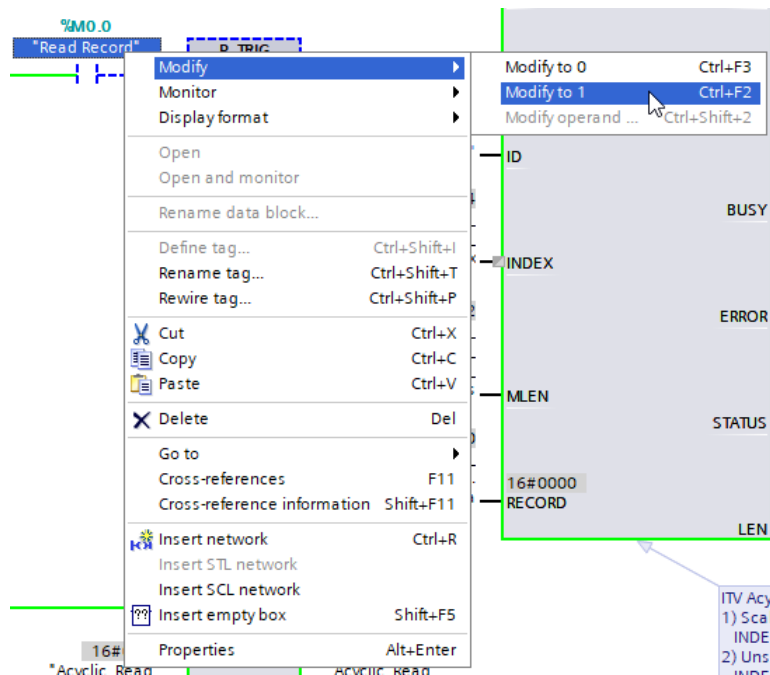 %M0.0
"Read Record"
P_TRIG
Modify
Modify to 0 Ctrl+F3
Monitor
Modify to 1 Ctrl+F2
Display format
Modify operand ... Ctrl+Shift+2
Open
ID
Open and monitor
Rename data block...
BUSY
Define tag... Ctrl+Shift+I
INDEX
Rename tag... Ctrl+Shift+T
Rewire tag... Ctrl+Shift+P
ERROR
Cut Ctrl+X
Copy Ctrl+C
Paste Ctrl+V
MLEN
Delete Del
STATUS
Go to
Cross-references F11
16#0000
Cross-reference information Shift+F11
RECORD
LEN
Insert network Ctrl+R
Insert STL network
Insert SCL network
ITV Acy
Insert empty box Shift+F5
1) Sca
INDE
Properties Alt+Enter
16#
2) Uns
"Acyclic_Read
Acyclic_Read
INDE